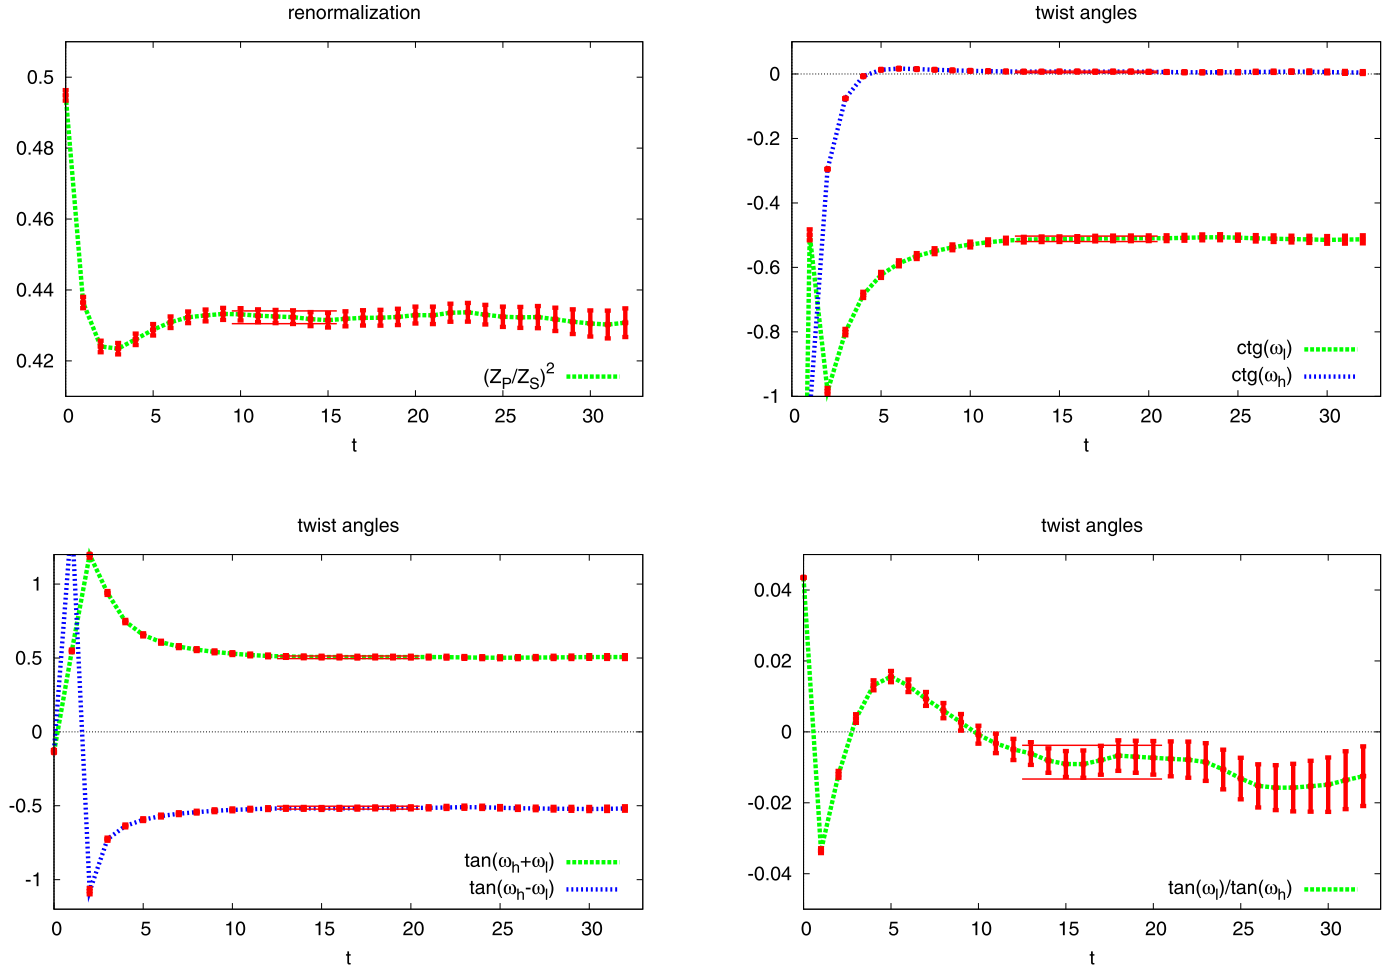 renormalization
0.5
0.48
0.46
0.44
0.42
(Z_P/Z_S)^2
0 5 10 15 20 25 30
t
twist angles
0
-0.2
-0.4
-0.6
-0.8
-1
ctg(ω_l)
ctg(ω_h)
0 5 10 15 20 25 30
t
twist angles
1
0.5
0
-0.5
-1
tan(ω_h+ω_l)
tan(ω_h-ω_l)
0 5 10 15 20 25 30
t
twist angles
0.04
0.02
0
-0.02
-0.04
tan(ω_l)/tan(ω_h)
0 5 10 15 20 25 30
t